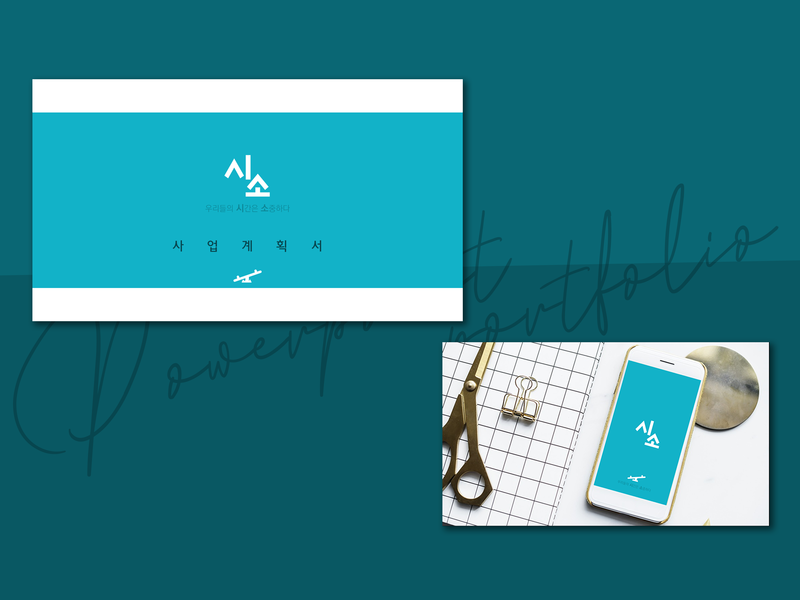 시소
우리들의 시간은 소중하다
사 업 계 획 서
Powerpoint
portfolio
시소